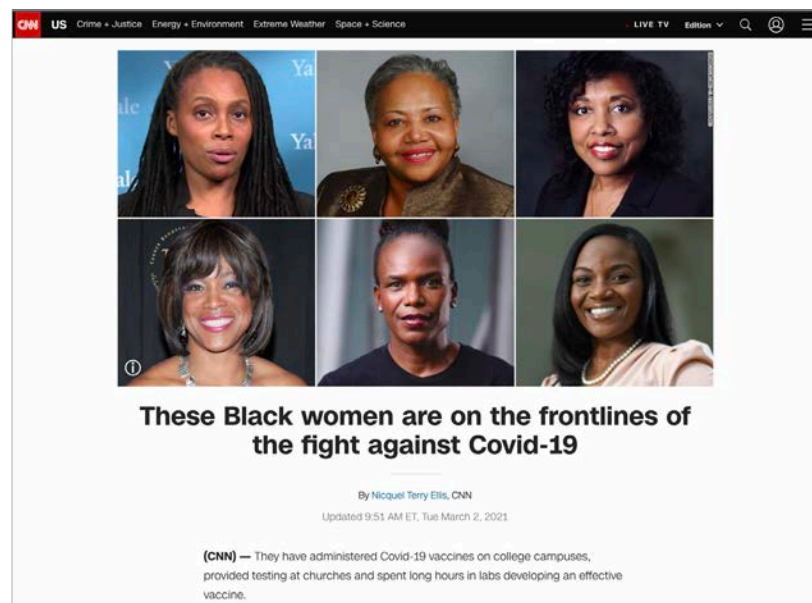 CNN US Crime + Justice Energy + Environment Extreme Weather Space + Science LIVE TV Edition
Yale
These Black women are on the frontlines of
the fight against Covid-19
By Nicquel Terry Ellis, CNN
Updated 9:51 AM ET, Tue March 2, 2021
(CNN) — They have administered Covid-19 vaccines on college campuses,
provided testing at churches and spent long hours in labs developing an effective
vaccine.